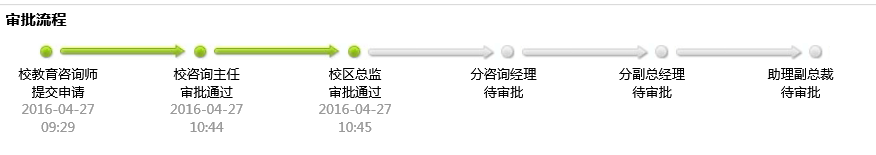 审批流程
校教育咨询师 校咨询主任 校区总监 分咨询经理 分副总经理 助理副总裁
提交申请 审批通过 审批通过 待审批 待审批 待审批
2016-04-27 2016-04-27 2016-04-27
09:29 10:44 10:45